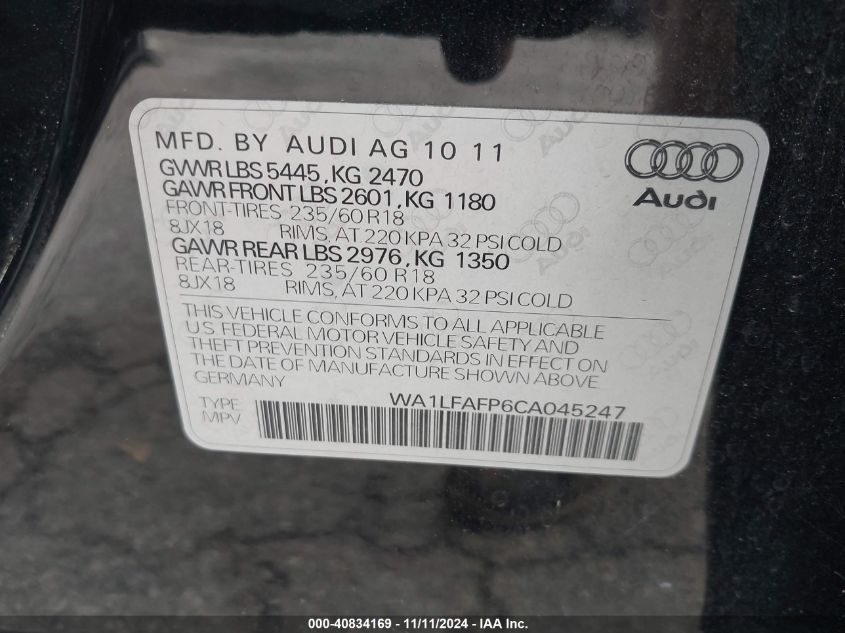 MFD. BY AUDI AG 10 11
GVWR LBS 5445, KG 2470
GAWR FRONT LBS 2601, KG 1180
FRONT-TIRES 235/60 R18
8JX18 RIMS, AT 220 KPA 32 PSI COLD
GAWR REAR LBS 2976, KG 1350
REAR-TIRES 235/60 R18
8JX18 RIMS, AT 220 KPA 32 PSI COLD
THIS VEHICLE CONFORMS TO ALL APPLICABLE
U.S. FEDERAL MOTOR VEHICLE SAFETY AND
THEFT PREVENTION STANDARDS IN EFFECT ON
THE DATE OF MANUFACTURE SHOWN ABOVE
GERMANY
WA1LFAFP6CA045247
TYPE
MPV
Audi
000-40834169 - 11/11/2024 - IAA Inc.